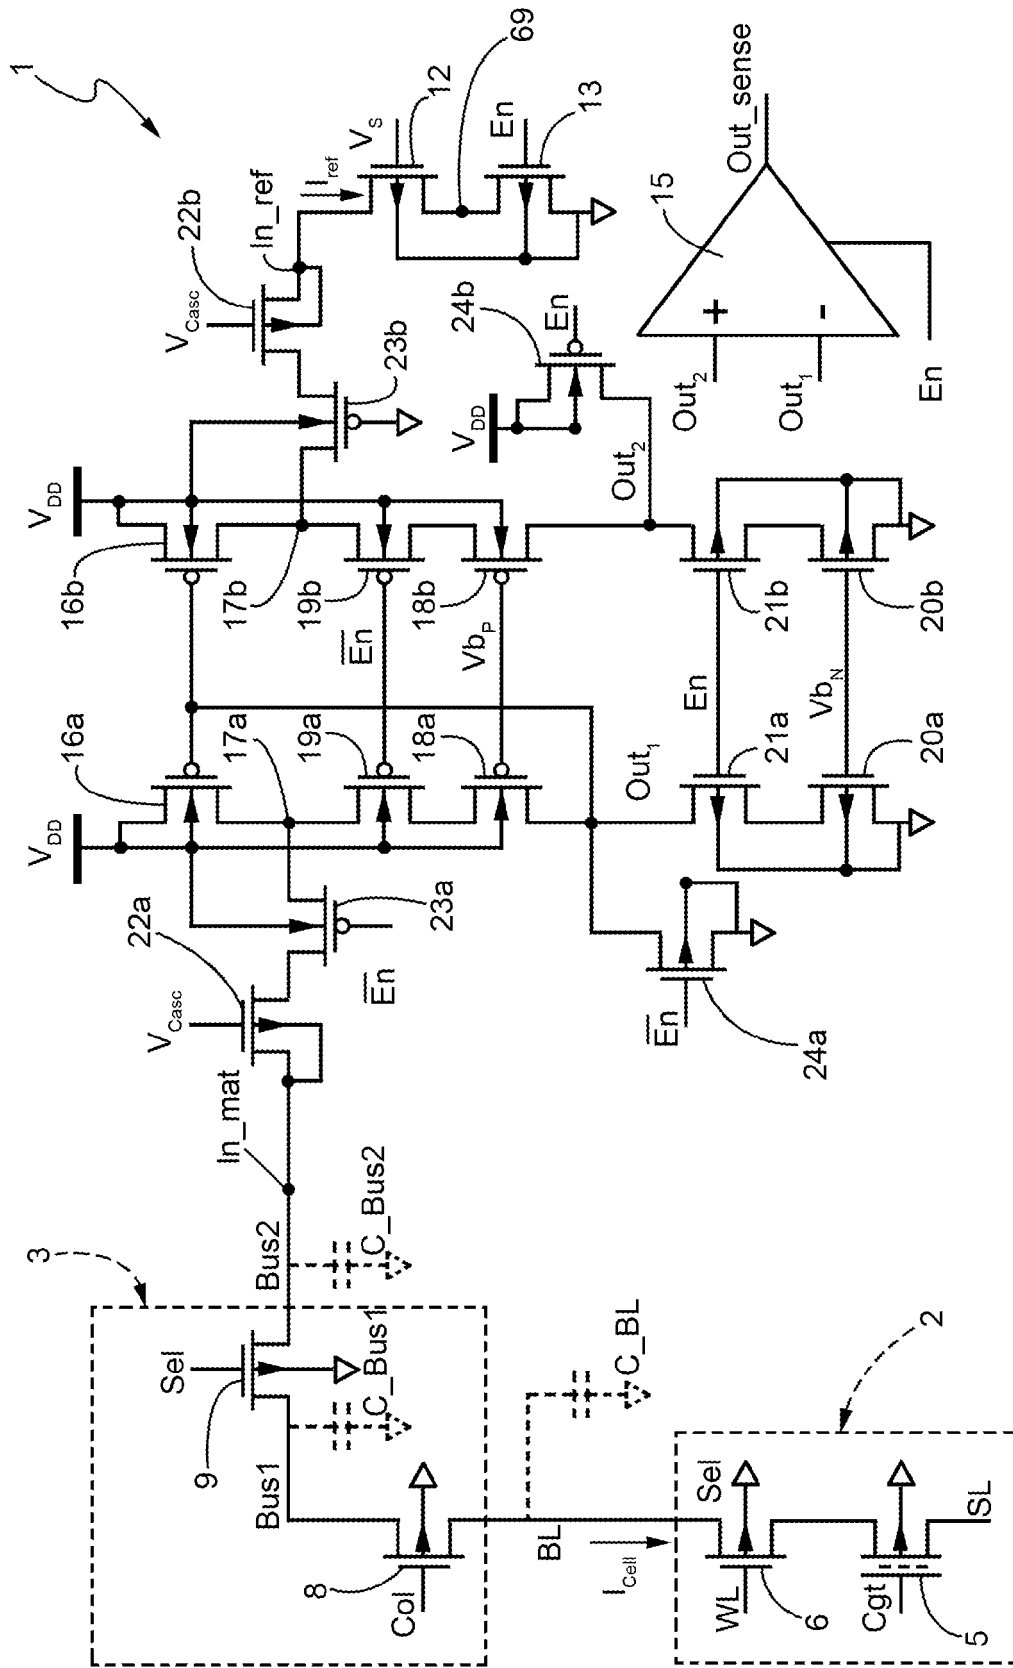 1
V_DD
16a
16b
V_DD
V_Casc
22b
In_ref
I_ref
V_S
12
69
En
13
22a
V_Casc
23a
En
17a
17b
23b
19a
En
19b
18a
Vb_P
18b
V_DD
24b
En
Out_2
Out_1
En
24a
21a
En
21b
20a
Vb_N
20b
Out_2
Out_1
En
15
+
-
Out_sense
In_mat
Bus2
C_Bus2
3
Sel
9
C_Bus1
Bus1
8
Col
BL
C_BL
I_Cell
2
WL
Sel
6
Cgt
5
SL